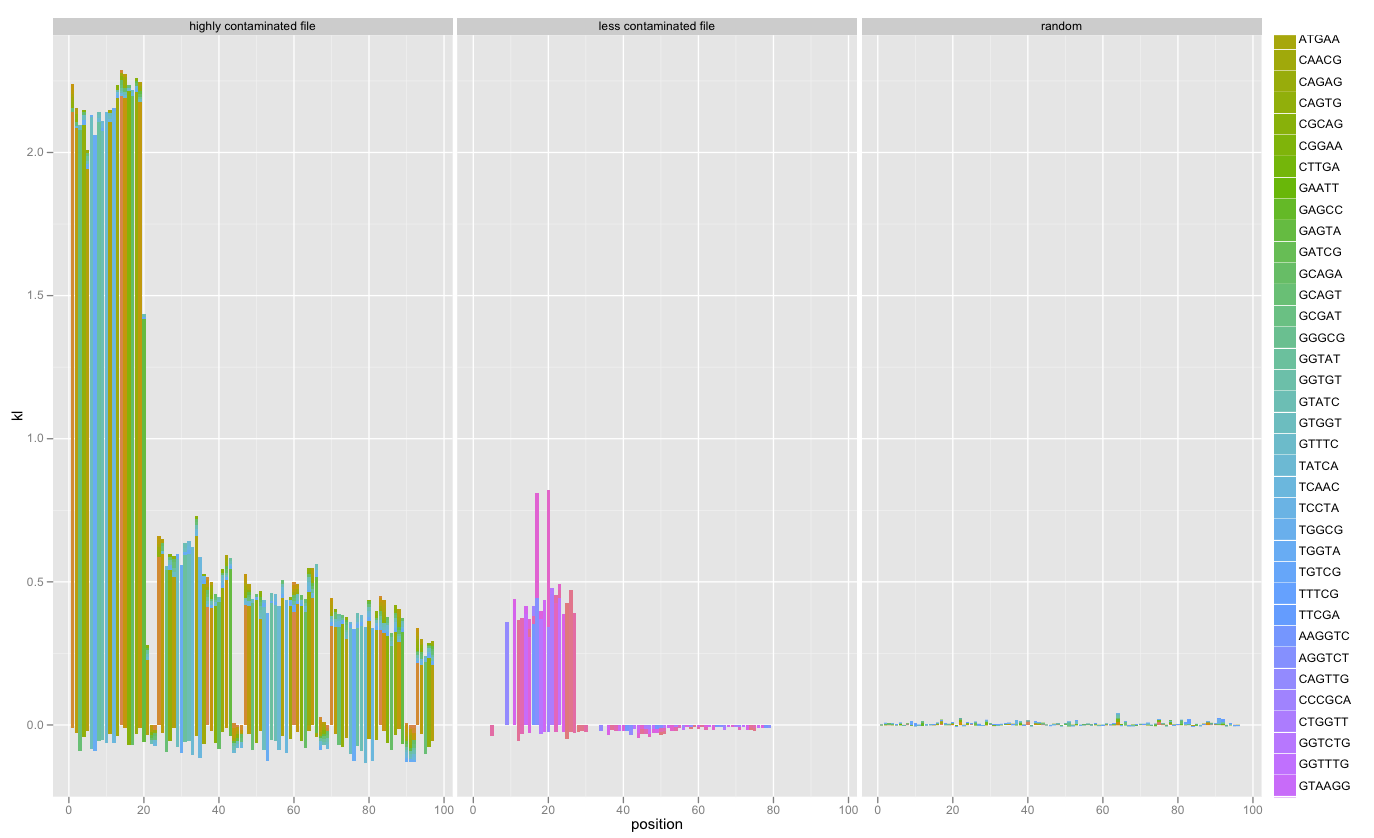 highly contaminated file
less contaminated file
random
kl
2.0
1.5
1.0
0.5
0.0
0 20 40 60 80 100
0 20 40 60 80 100
0 20 40 60 80 100
position
ATGAA
CAACG
CAGAG
CAGTG
CGCAG
CGGAA
CTTGA
GAATT
GAGCC
GAGTA
GATCG
GCAGA
GCAGT
GCGAT
GGGCG
GGTAT
GGTGT
GTATC
GTGGT
GTTTC
TATCA
TCAAC
TCCTA
TGGCG
TGGTA
TGTCG
TTTCG
TTCGA
AAGGTC
AGGTCT
CAGTTG
CCCGCA
CTGGTT
GGTCTG
GGTTTG
GTAAGG